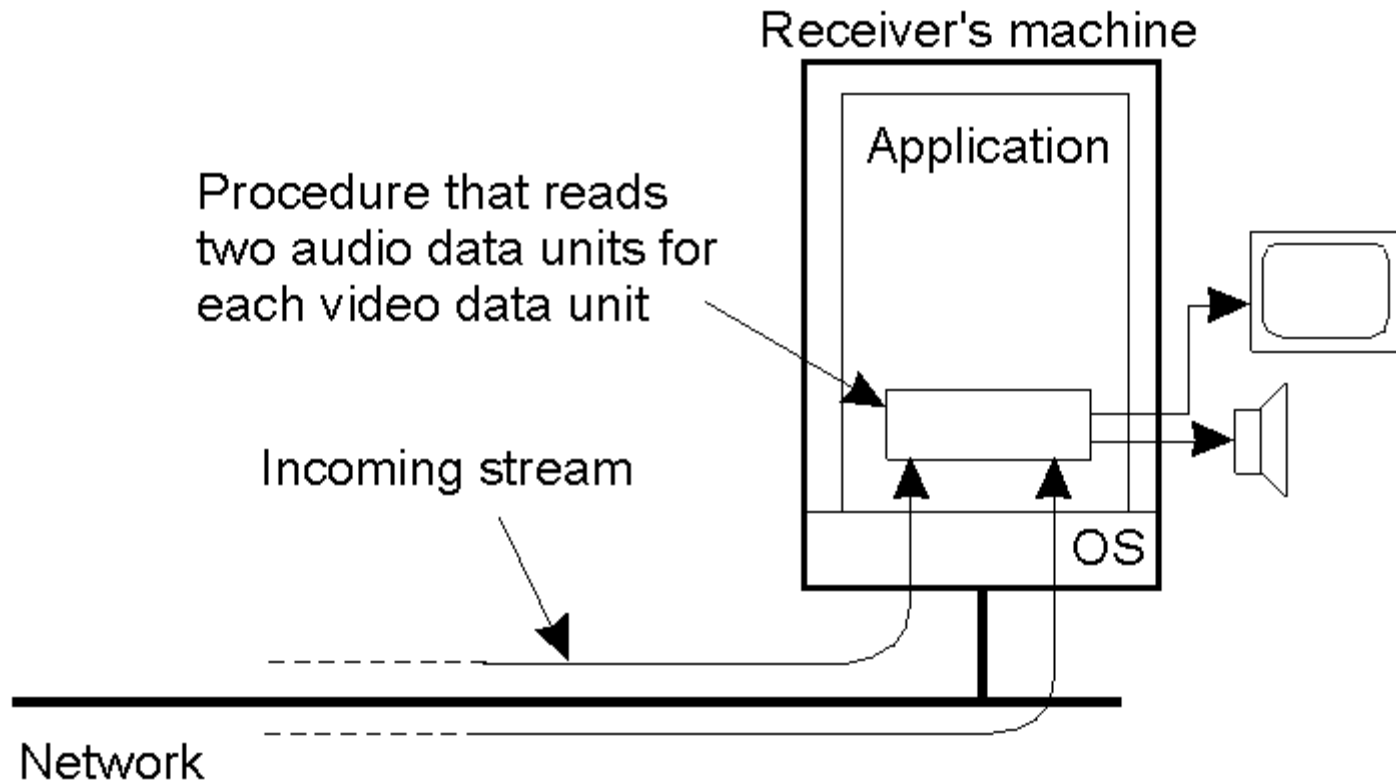 Receiver's machine
Application
Procedure that reads
two audio data units for
each video data unit
Incoming stream
OS
Network